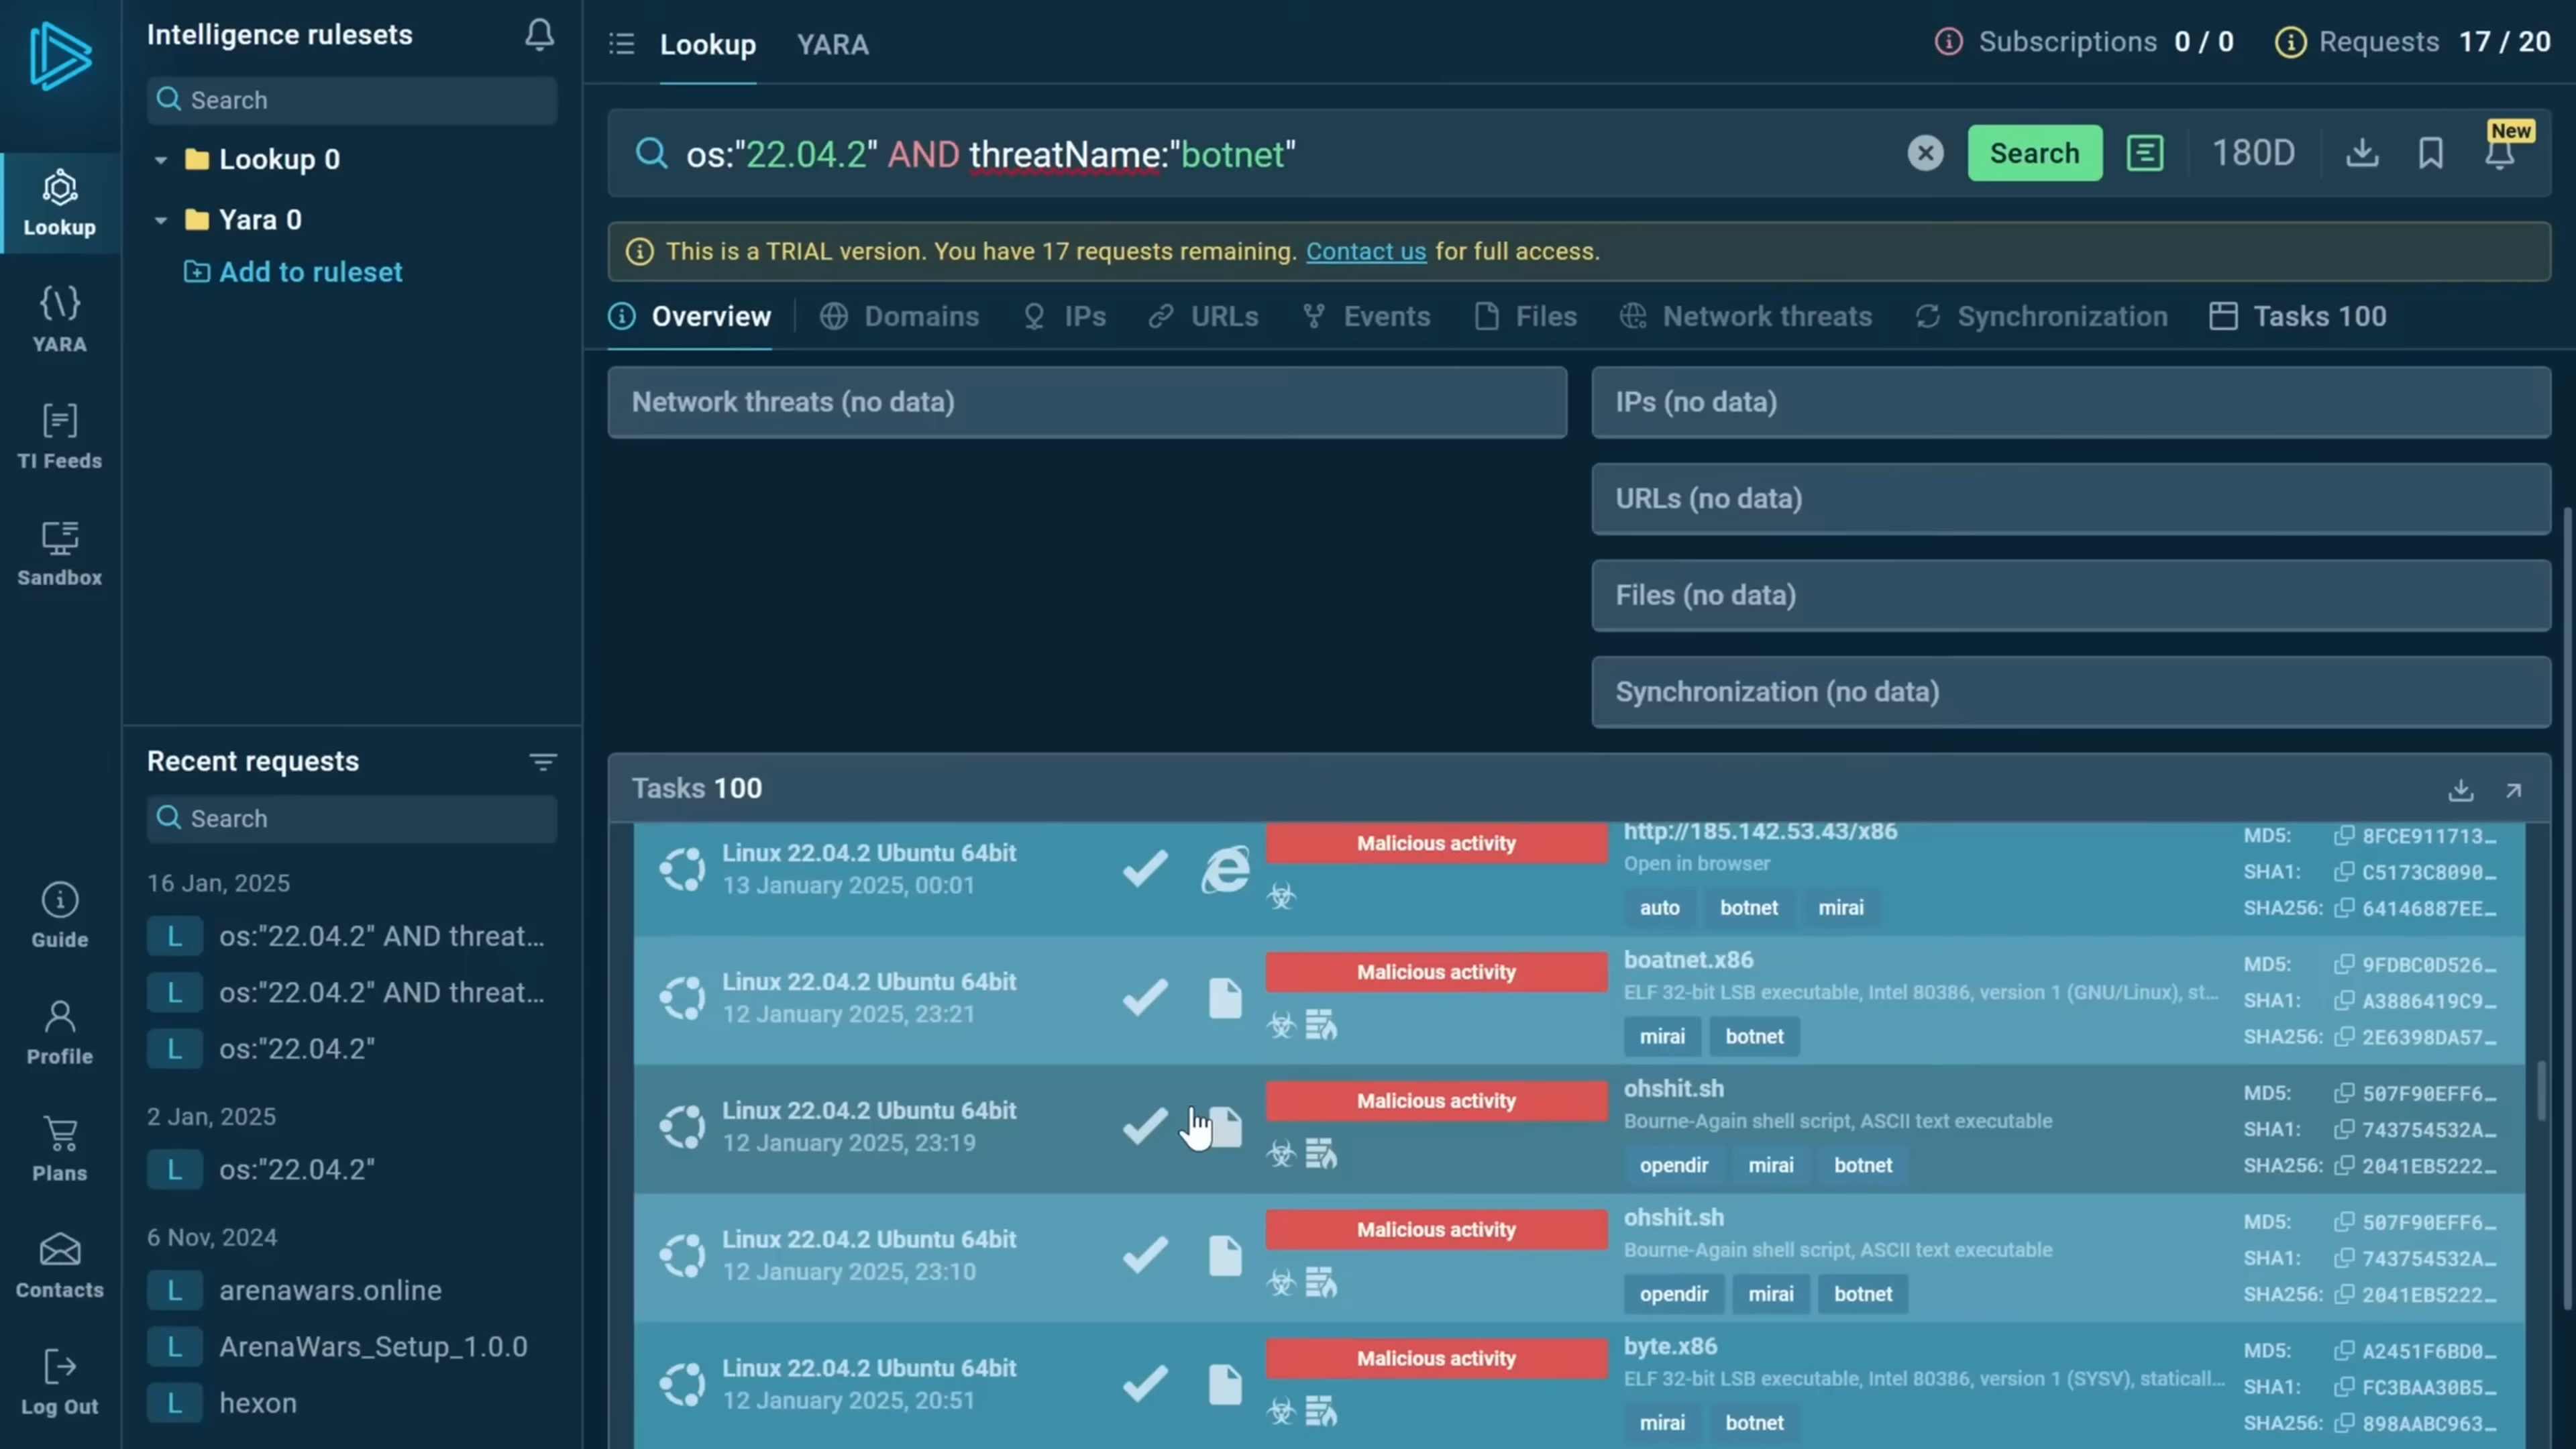 Intelligence rulesets
Search
Lookup 0
Yara 0
Add to ruleset
Lookup
YARA
TI Feeds
Sandbox
Guide
Profile
Plans
Contacts
Log Out
Recent requests
Search
16 Jan, 2025
L os:"22.04.2" AND threat...
L os:"22.04.2" AND threat...
L os:"22.04.2"
2 Jan, 2025
L os:"22.04.2"
6 Nov, 2024
L arenawars.online
L ArenaWars_Setup_1.0.0
L hexon
Lookup YARA
Subscriptions 0 / 0 Requests 17 / 20
os:"22.04.2" AND threatName:"botnet"
Search 180D New
This is a TRIAL version. You have 17 requests remaining. Contact us for full access.
Overview Domains IPs URLs Events Files Network threats Synchronization Tasks 100
Network threats (no data)
IPs (no data)
URLs (no data)
Files (no data)
Synchronization (no data)
Tasks 100
Linux 22.04.2 Ubuntu 64bit
13 January 2025, 00:01
Malicious activity
http://185.142.53.43/x86
Open in browser
auto botnet mirai
MD5: 8FCE911713…
SHA1: C5173C8090…
SHA256: 64146887EE…
Linux 22.04.2 Ubuntu 64bit
12 January 2025, 23:21
Malicious activity
boatnet.x86
ELF 32-bit LSB executable, Intel 80386, version 1 (GNU/Linux), st...
mirai botnet
MD5: 9FDBC0D526…
SHA1: A3886419C9…
SHA256: 2E6398DA57…
Linux 22.04.2 Ubuntu 64bit
12 January 2025, 23:19
Malicious activity
ohshit.sh
Bourne-Again shell script, ASCII text executable
opendir mirai botnet
MD5: 507F90EFF6…
SHA1: 743754532A…
SHA256: 2041EB5222…
Linux 22.04.2 Ubuntu 64bit
12 January 2025, 23:10
Malicious activity
ohshit.sh
Bourne-Again shell script, ASCII text executable
opendir mirai botnet
MD5: 507F90EFF6…
SHA1: 743754532A…
SHA256: 2041EB5222…
Linux 22.04.2 Ubuntu 64bit
12 January 2025, 20:51
Malicious activity
byte.x86
ELF 32-bit LSB executable, Intel 80386, version 1 (SYSV), staticall...
mirai botnet
MD5: A2451F6BD0…
SHA1: FC3BAA30B5…
SHA256: 898AABC963…